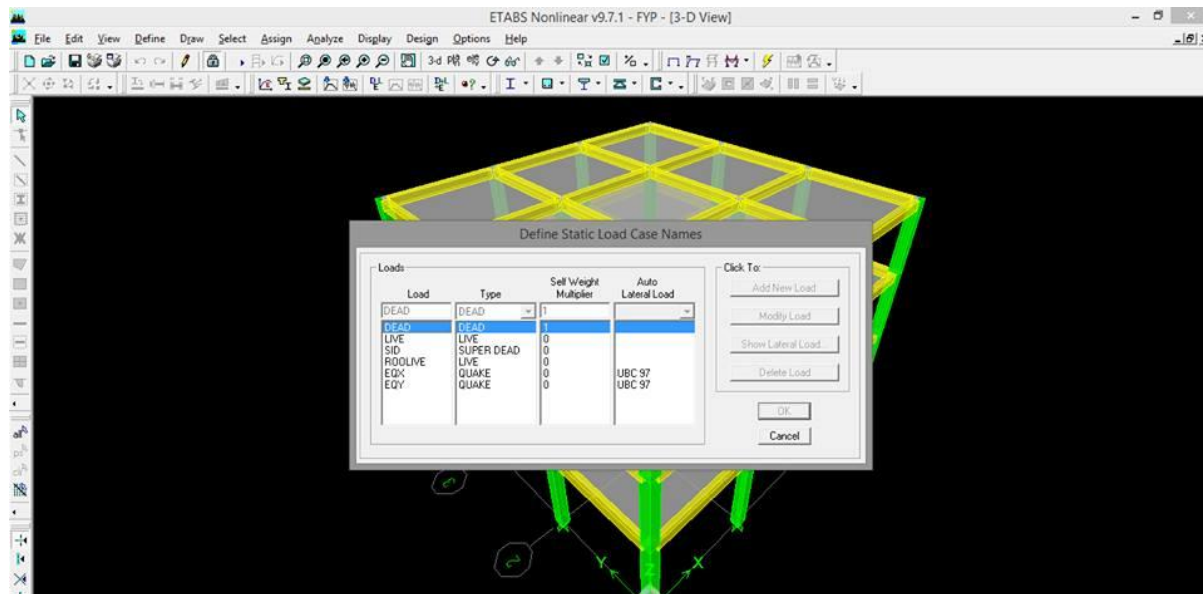 ETABS Nonlinear v9.7.1 - FYP - [3-D View]
File Edit View Define Draw Select Assign Analyze Display Design Options Help
3-d
Define Static Load Case Names
Loads
Click To:
Load Type Self Weight Multiplier Auto Lateral Load
DEAD DEAD 1
DEAD DEAD 1
LIVE LIVE 0
SID SUPER DEAD 0
ROOLIVE LIVE 0
EQX QUAKE 0 UBC 97
EQY QUAKE 0 UBC 97
Add New Load
Modify Load
Show Lateral Load
Delete Load
OK
Cancel
2
Y Z X